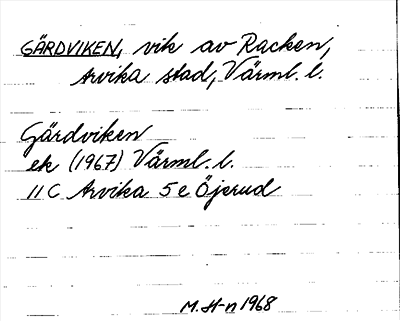 GÄRDVIKEN, vik av Racken,
Arvika stad, Värml. l.
Gärdviken
ek (1967) Värml. l.
11 C Arvika 5 e Öjerud
M. H-n 1968